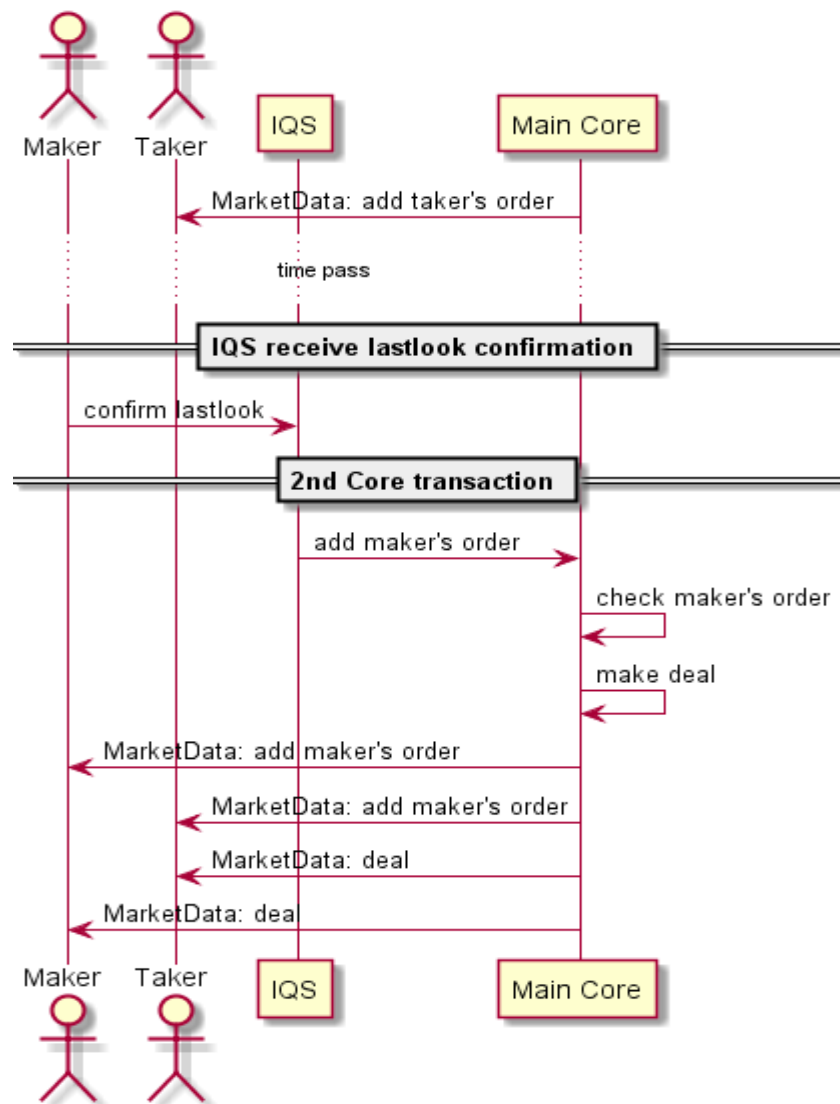 Maker
Taker
IQS
Main Core
MarketData: add taker's order
time pass
IQS receive lastlook confirmation
confirm lastlook
2nd Core transaction
add maker's order
check maker's order
make deal
MarketData: add maker's order
MarketData: add maker's order
MarketData: deal
MarketData: deal
Maker
Taker
IQS
Main Core